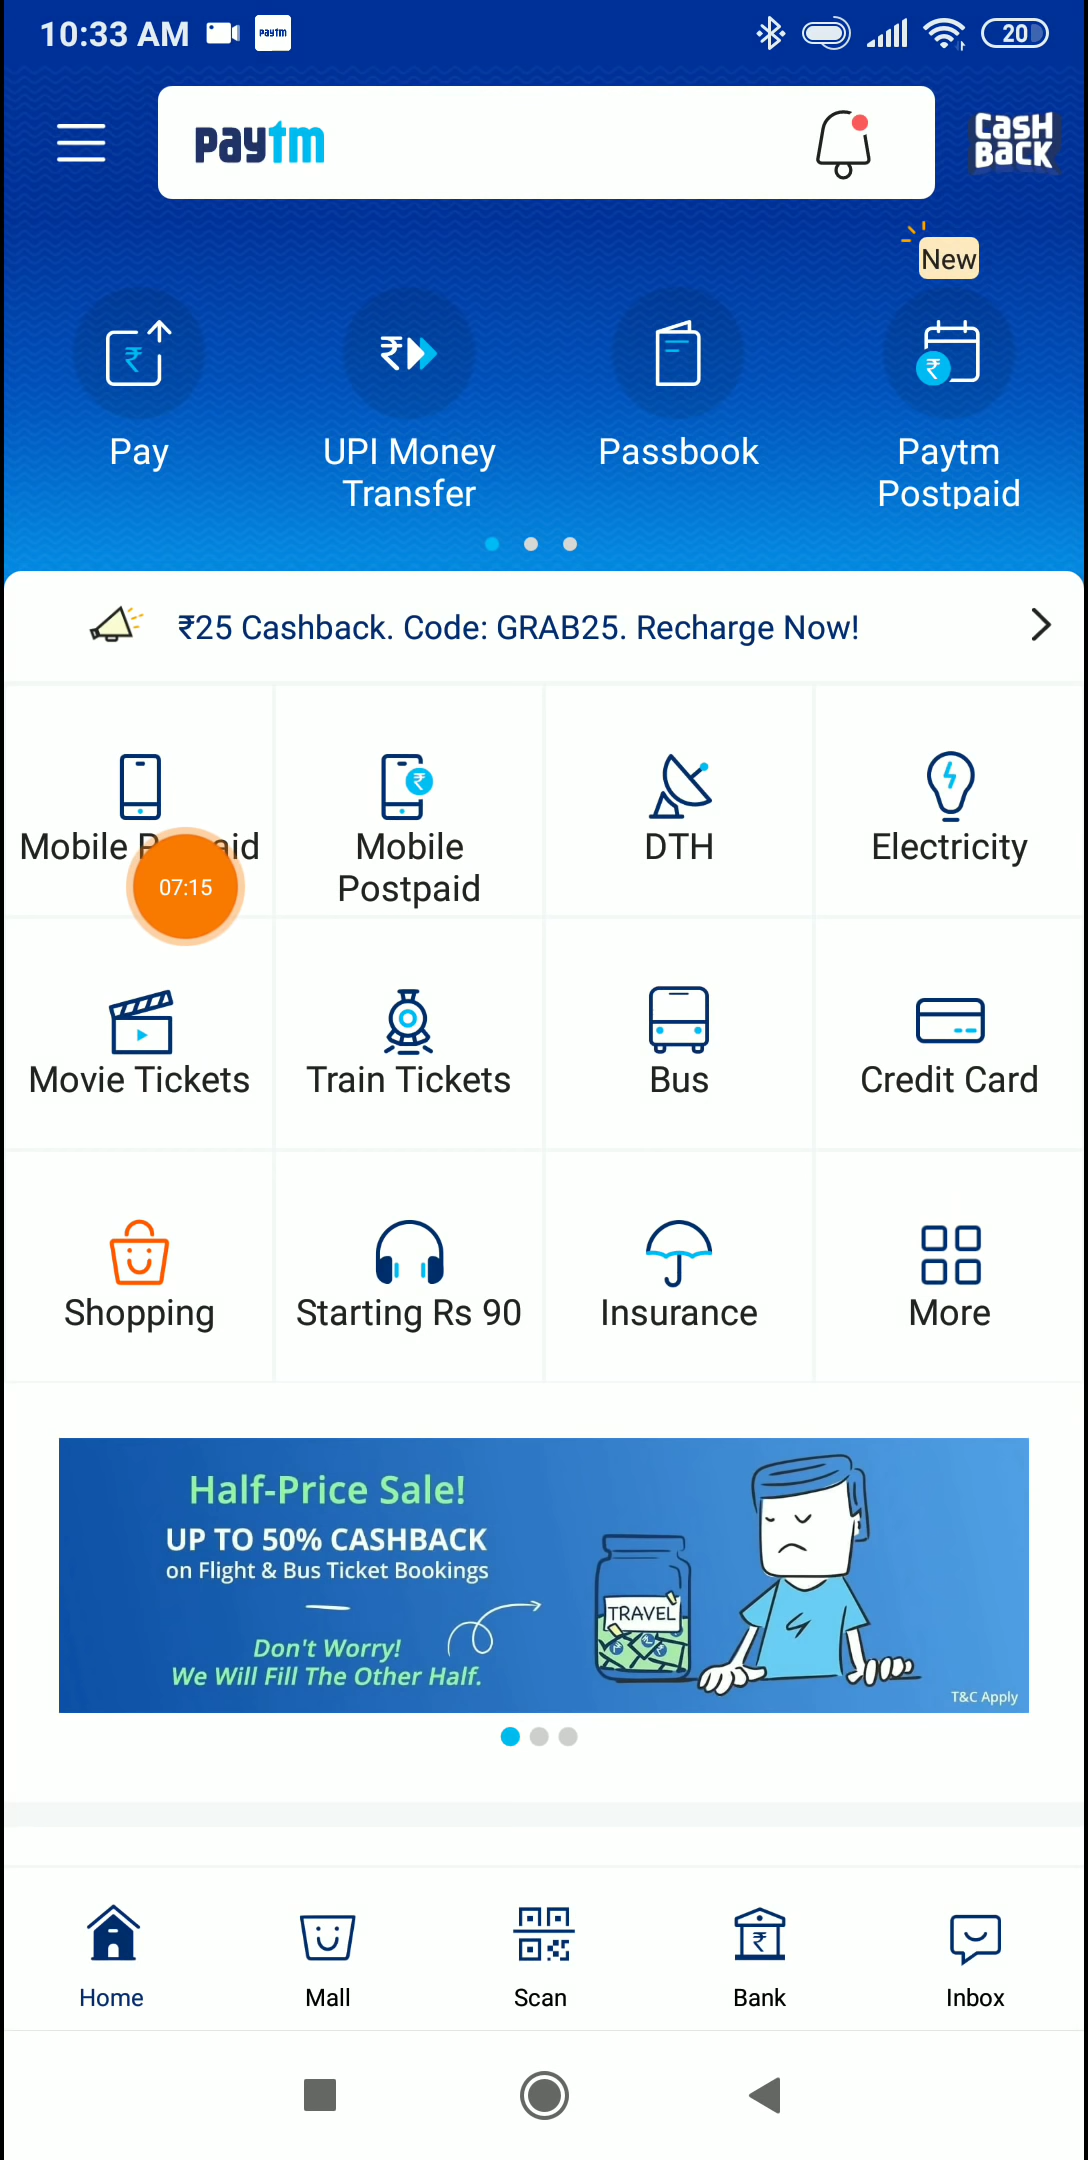 10:33 AM
paytm
20
paytm
CASH
BACK
New
Pay
UPI Money
Transfer
Passbook
Paytm
Postpaid
₹25 Cashback. Code: GRAB25. Recharge Now!
Mobile
Mobile
Postpaid
DTH
Electricity
07:15
Movie Tickets
Train Tickets
Bus
Credit Card
Shopping
Starting Rs 90
Insurance
More
Half-Price Sale!
UP TO 50% CASHBACK
on Flight & Bus Ticket Bookings
Don't Worry!
We Will Fill The Other Half.
TRAVEL
T&C Apply
Home
Mall
Scan
Bank
Inbox